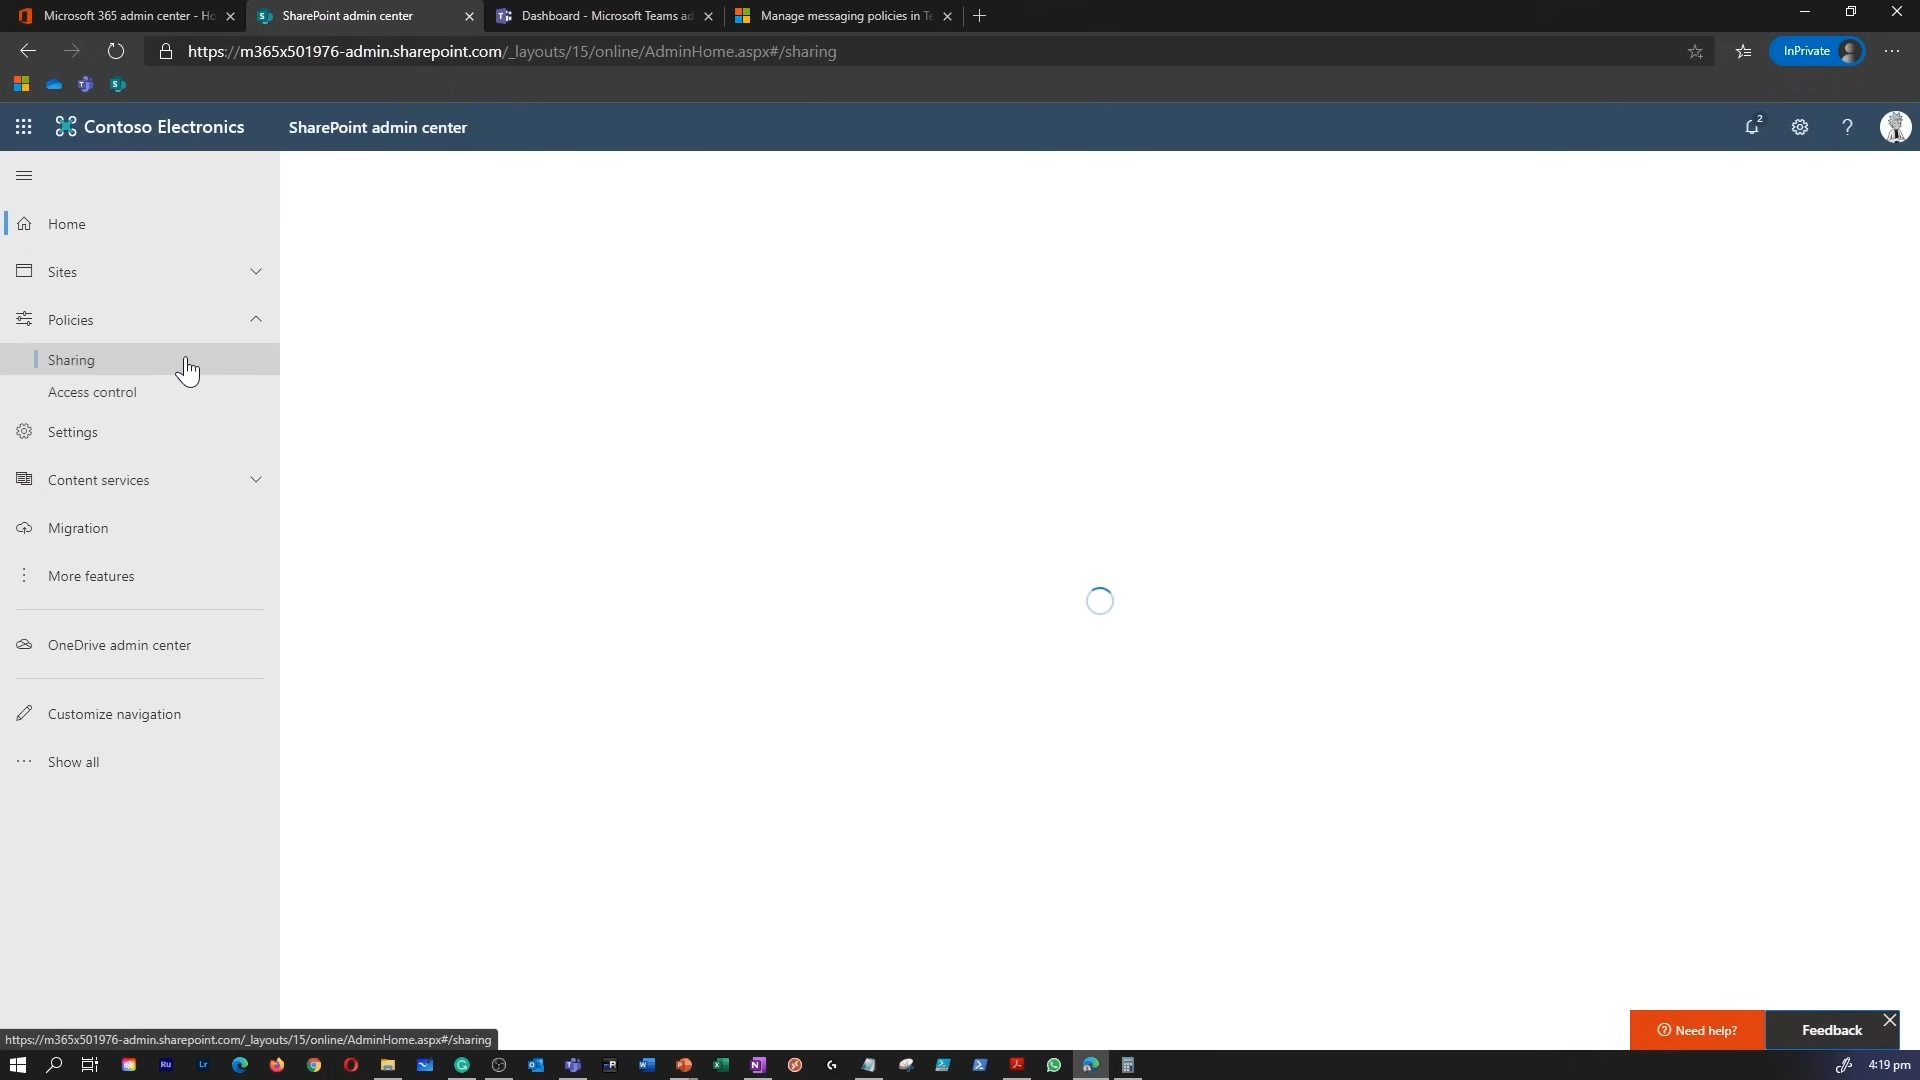 Microsoft 365 admin center - Ho
SharePoint admin center
Dashboard - Microsoft Teams ad
Manage messaging policies in Te
https://m365x501976-admin.sharepoint.com/_layouts/15/online/AdminHome.aspx#/sharing
InPrivate
Contoso Electronics
SharePoint admin center
2
Home
Sites
Policies
Sharing
Access control
Settings
Content services
Migration
More features
OneDrive admin center
Customize navigation
Show all
Need help?
Feedback
https://m365x501976-admin.sharepoint.com/_layouts/15/online/AdminHome.aspx#/sharing
4:19 pm